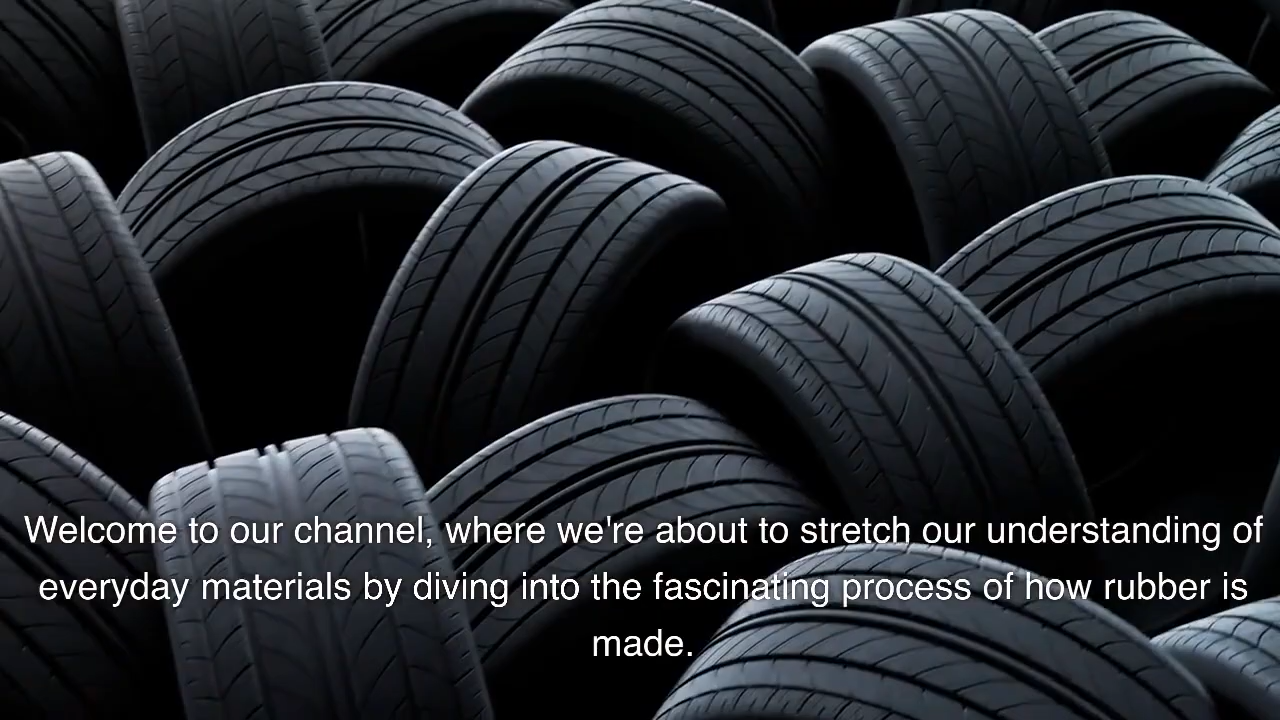 Welcome to our channel, where we're about to stretch our understanding of
everyday materials by diving into the fascinating process of how rubber is
made.